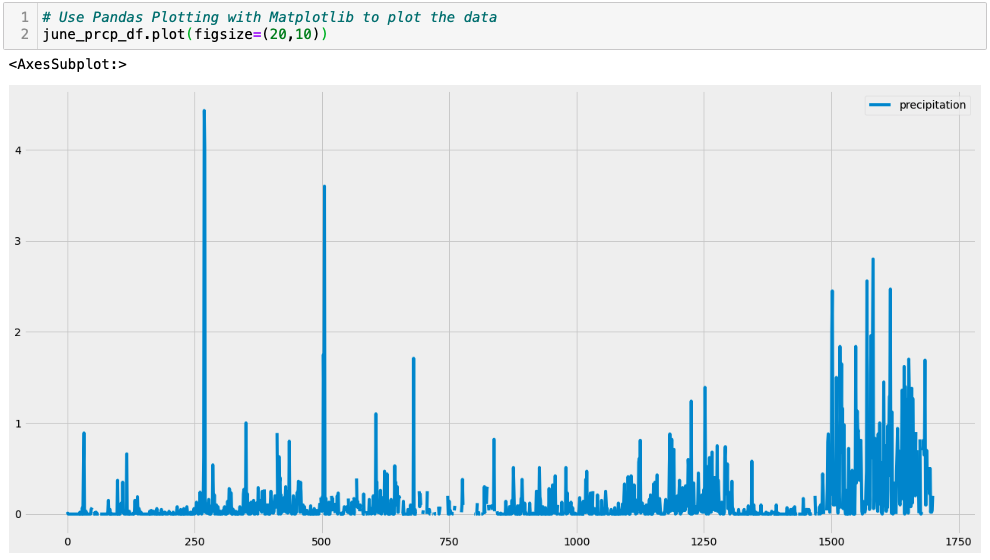 1 # Use Pandas Plotting with Matplotlib to plot the data
2 june_prcp_df.plot(figsize=(20,10))
<AxesSubplot:>
precipitation
4
3
2
1
0
0 250 500 750 1000 1250 1500 1750